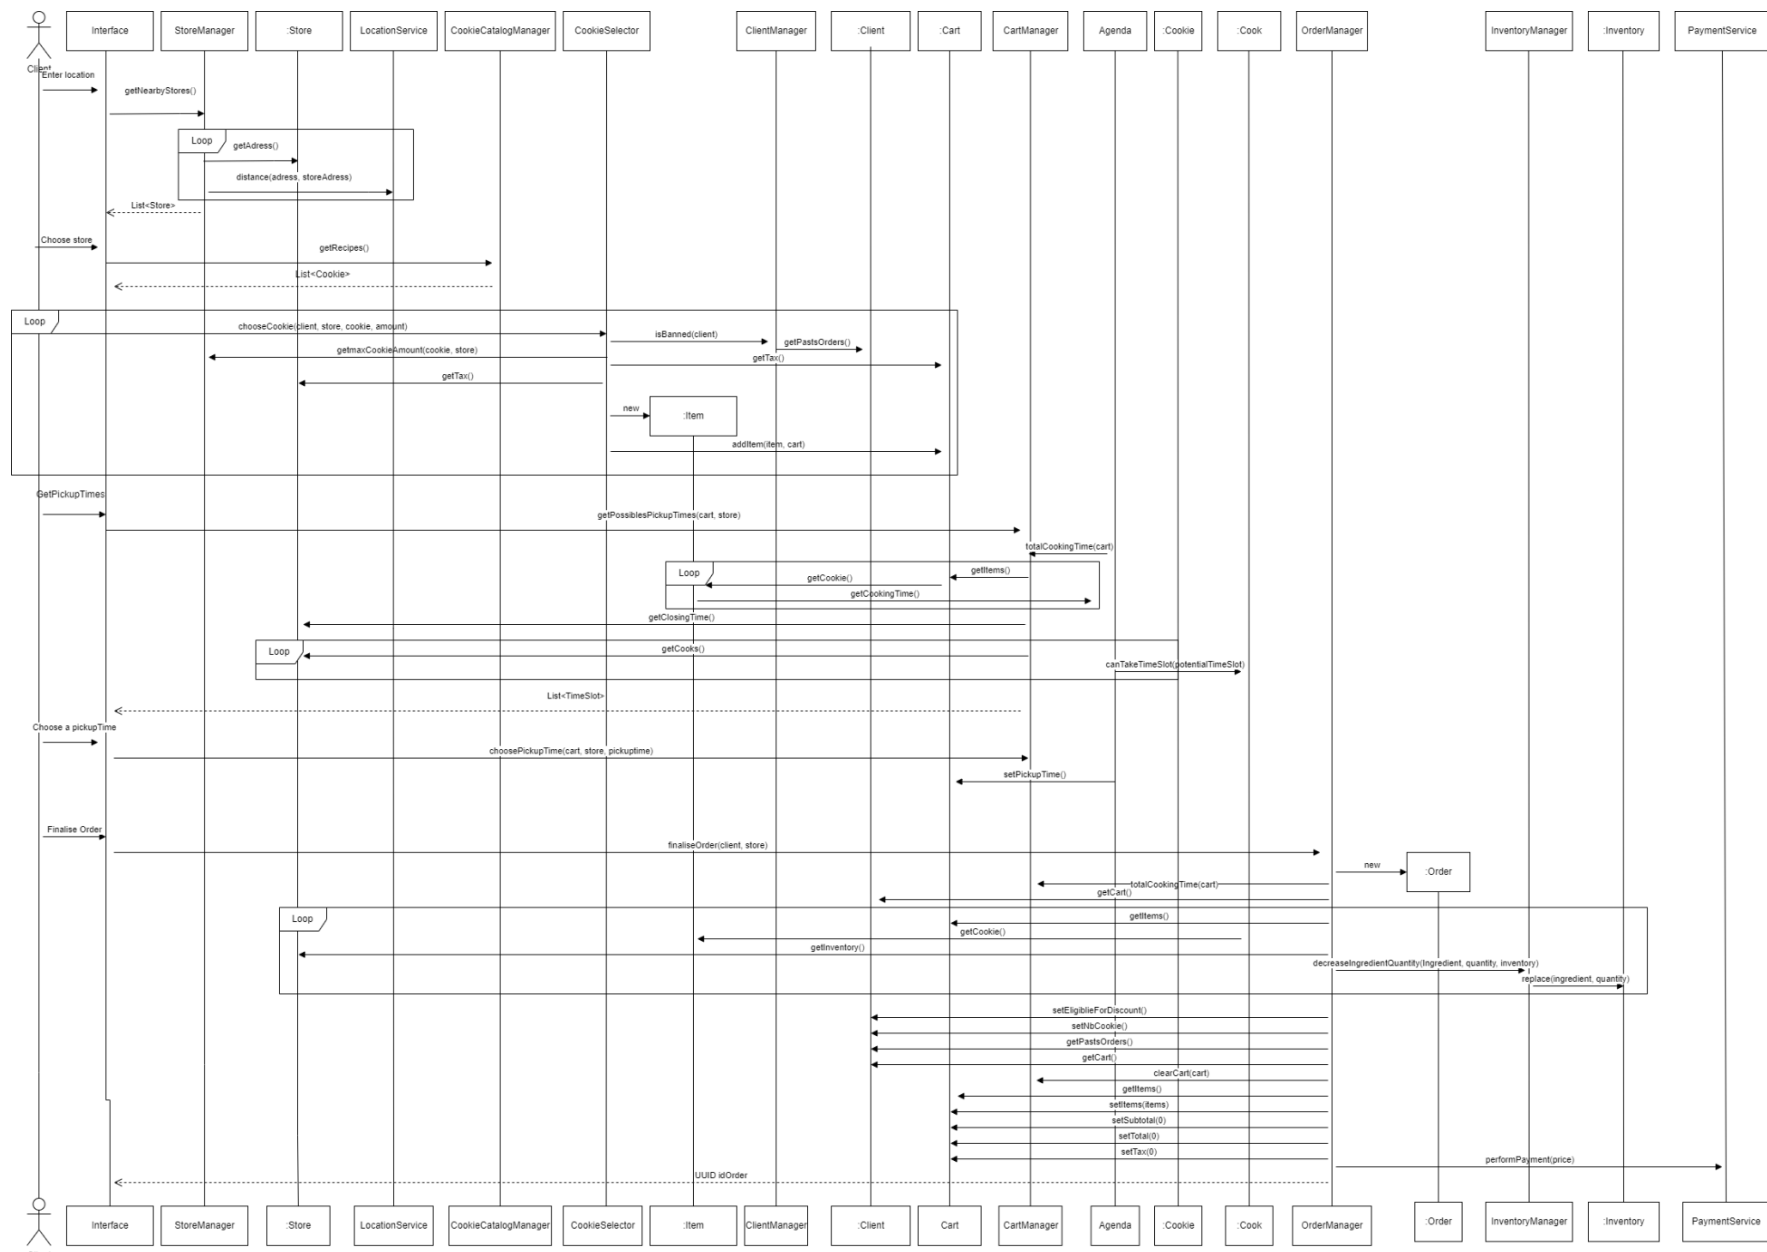 Interface
StoreManager
:Store
LocationService
CookieCatalogManager
CookieSelector
ClientManager
:Client
:Cart
CartManager
Agenda
:Cookie
:Cook
OrderManager
InventoryManager
:Inventory
PaymentService
Client
Enter location
getNearbyStores()
Loop
getAdress()
distance(adress, storeAdress)
List<Store>
Choose store
getRecipes()
List<Cookie>
Loop
chooseCookie(client, store, cookie, amount)
isBanned(client)
getPastsOrders()
getmaxCookieAmount(cookie, store)
getTax()
getTax()
new
:Item
addItem(item, cart)
GetPickupTimes
getPossiblesPickupTimes(cart, store)
totalCookingTime(cart)
Loop
getItems()
getCookie()
getCookingTime()
getClosingTime()
Loop
getCooks()
canTakeTimeSlot(potentialTimeSlot)
List<TimeSlot>
Choose a pickupTime
choosePickupTime(cart, store, pickuptime)
setPickupTime()
Finalise Order
finaliseOrder(client, store)
new
:Order
totalCookingTime(cart)
getCart()
Loop
getItems()
getCookie()
getInventory()
decreaseIngredientQuantity(Ingredient, quantity, inventory)
replace(ingredient, quantity)
setEligiblieForDiscount()
setNbCookie()
getPastsOrders()
getCart()
clearCart(cart)
getItems()
setItems(items)
setSubtotal(0)
setTotal(0)
setTax(0)
performPayment(price)
UUID idOrder
Interface
StoreManager
:Store
LocationService
CookieCatalogManager
CookieSelector
:Item
ClientManager
:Client
Cart
CartManager
Agenda
:Cookie
:Cook
OrderManager
:Order
InventoryManager
:Inventory
PaymentService